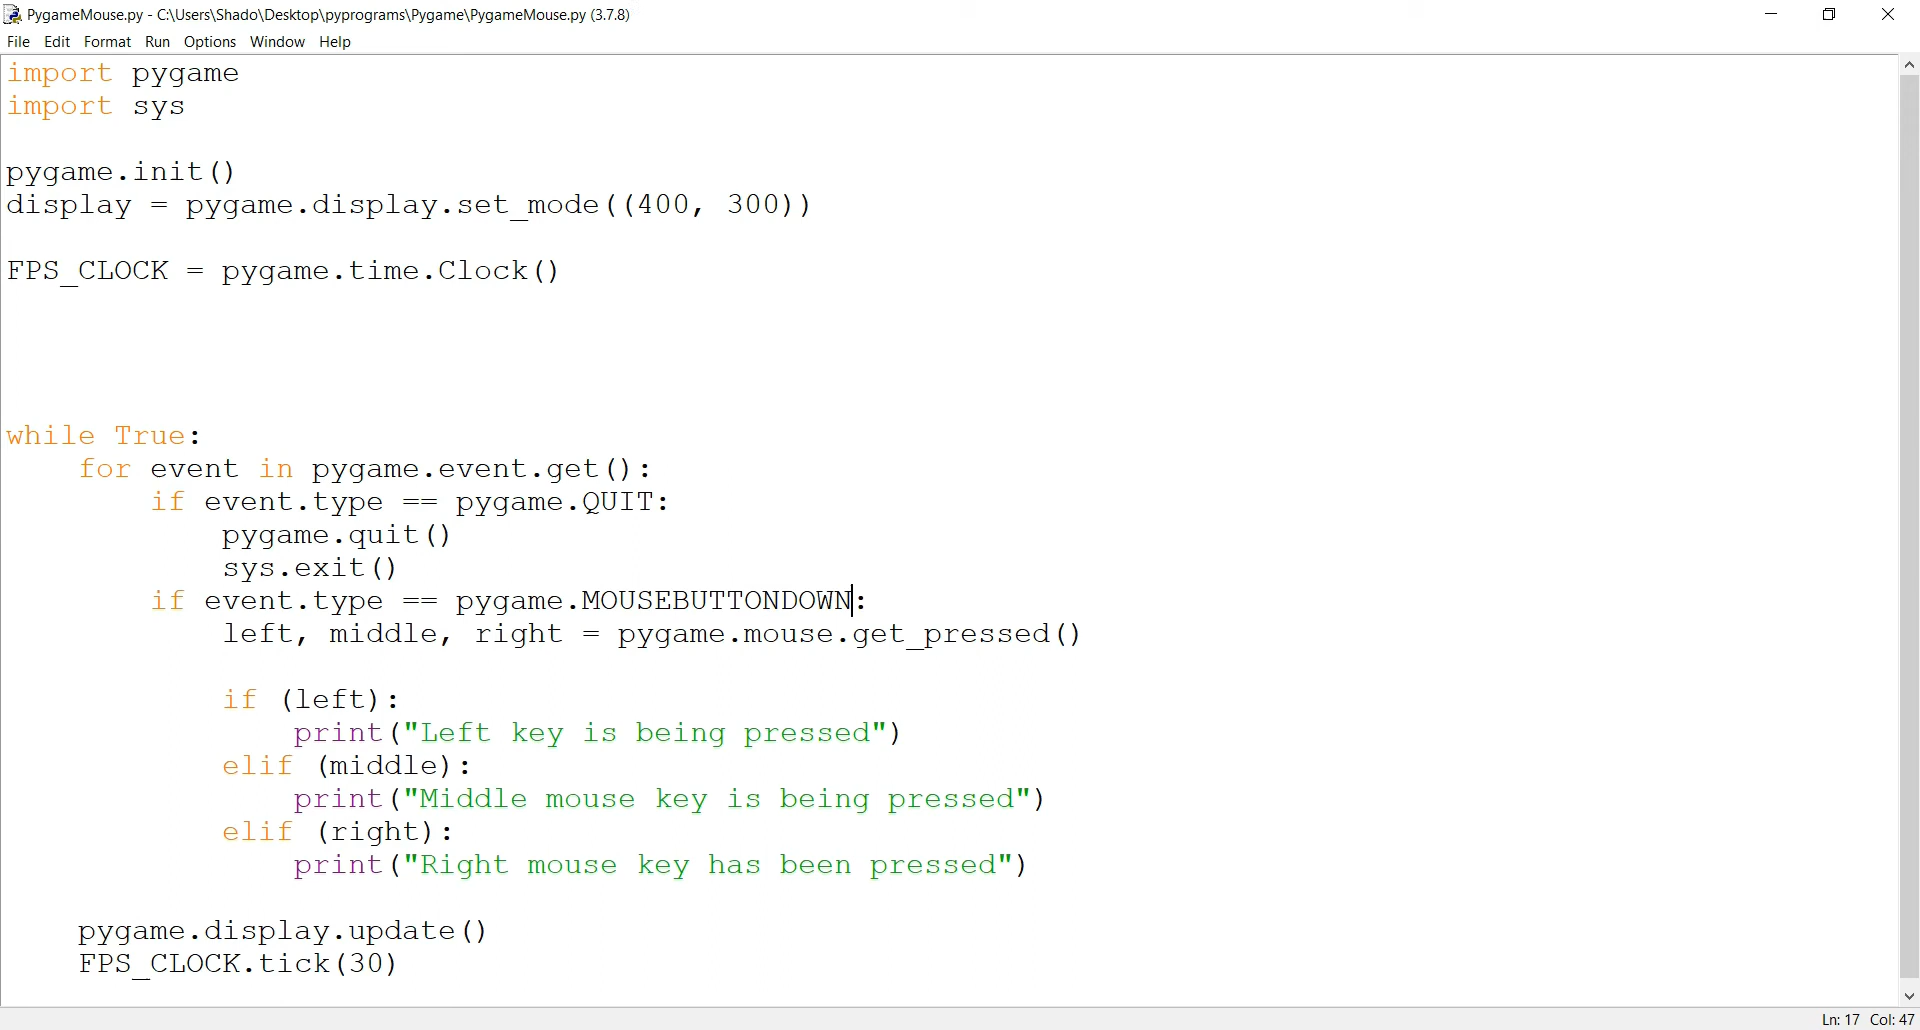 PygameMouse.py - C:\Users\Shado\Desktop\pyprograms\Pygame\PygameMouse.py (3.7.8)
File Edit Format Run Options Window Help
import pygame
import sys
pygame.init()
display = pygame.display.set_mode((400, 300))
FPS_CLOCK = pygame.time.Clock()
while True:
    for event in pygame.event.get():
        if event.type == pygame.QUIT:
            pygame.quit()
            sys.exit()
        if event.type == pygame.MOUSEBUTTONDOWN:
            left, middle, right = pygame.mouse.get_pressed()
            if (left):
                print("Left key is being pressed")
            elif (middle):
                print("Middle mouse key is being pressed")
            elif (right):
                print("Right mouse key has been pressed")
    pygame.display.update()
    FPS_CLOCK.tick(30)
Ln: 17 Col: 47